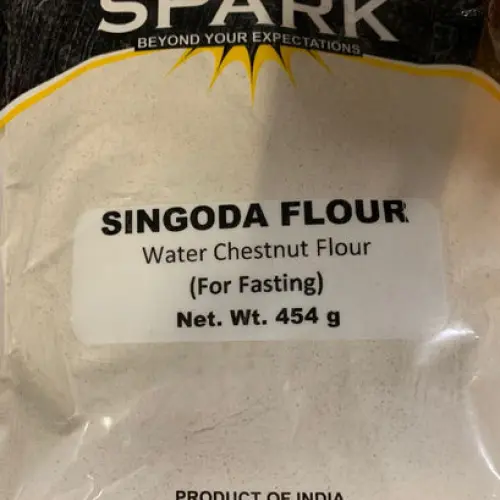 SPARK
BEYOND YOUR EXPECTATIONS
SINGODA FLOUR
Water Chestnut Flour
(For Fasting)
Net. Wt. 454 g
PRODUCT OF INDIA